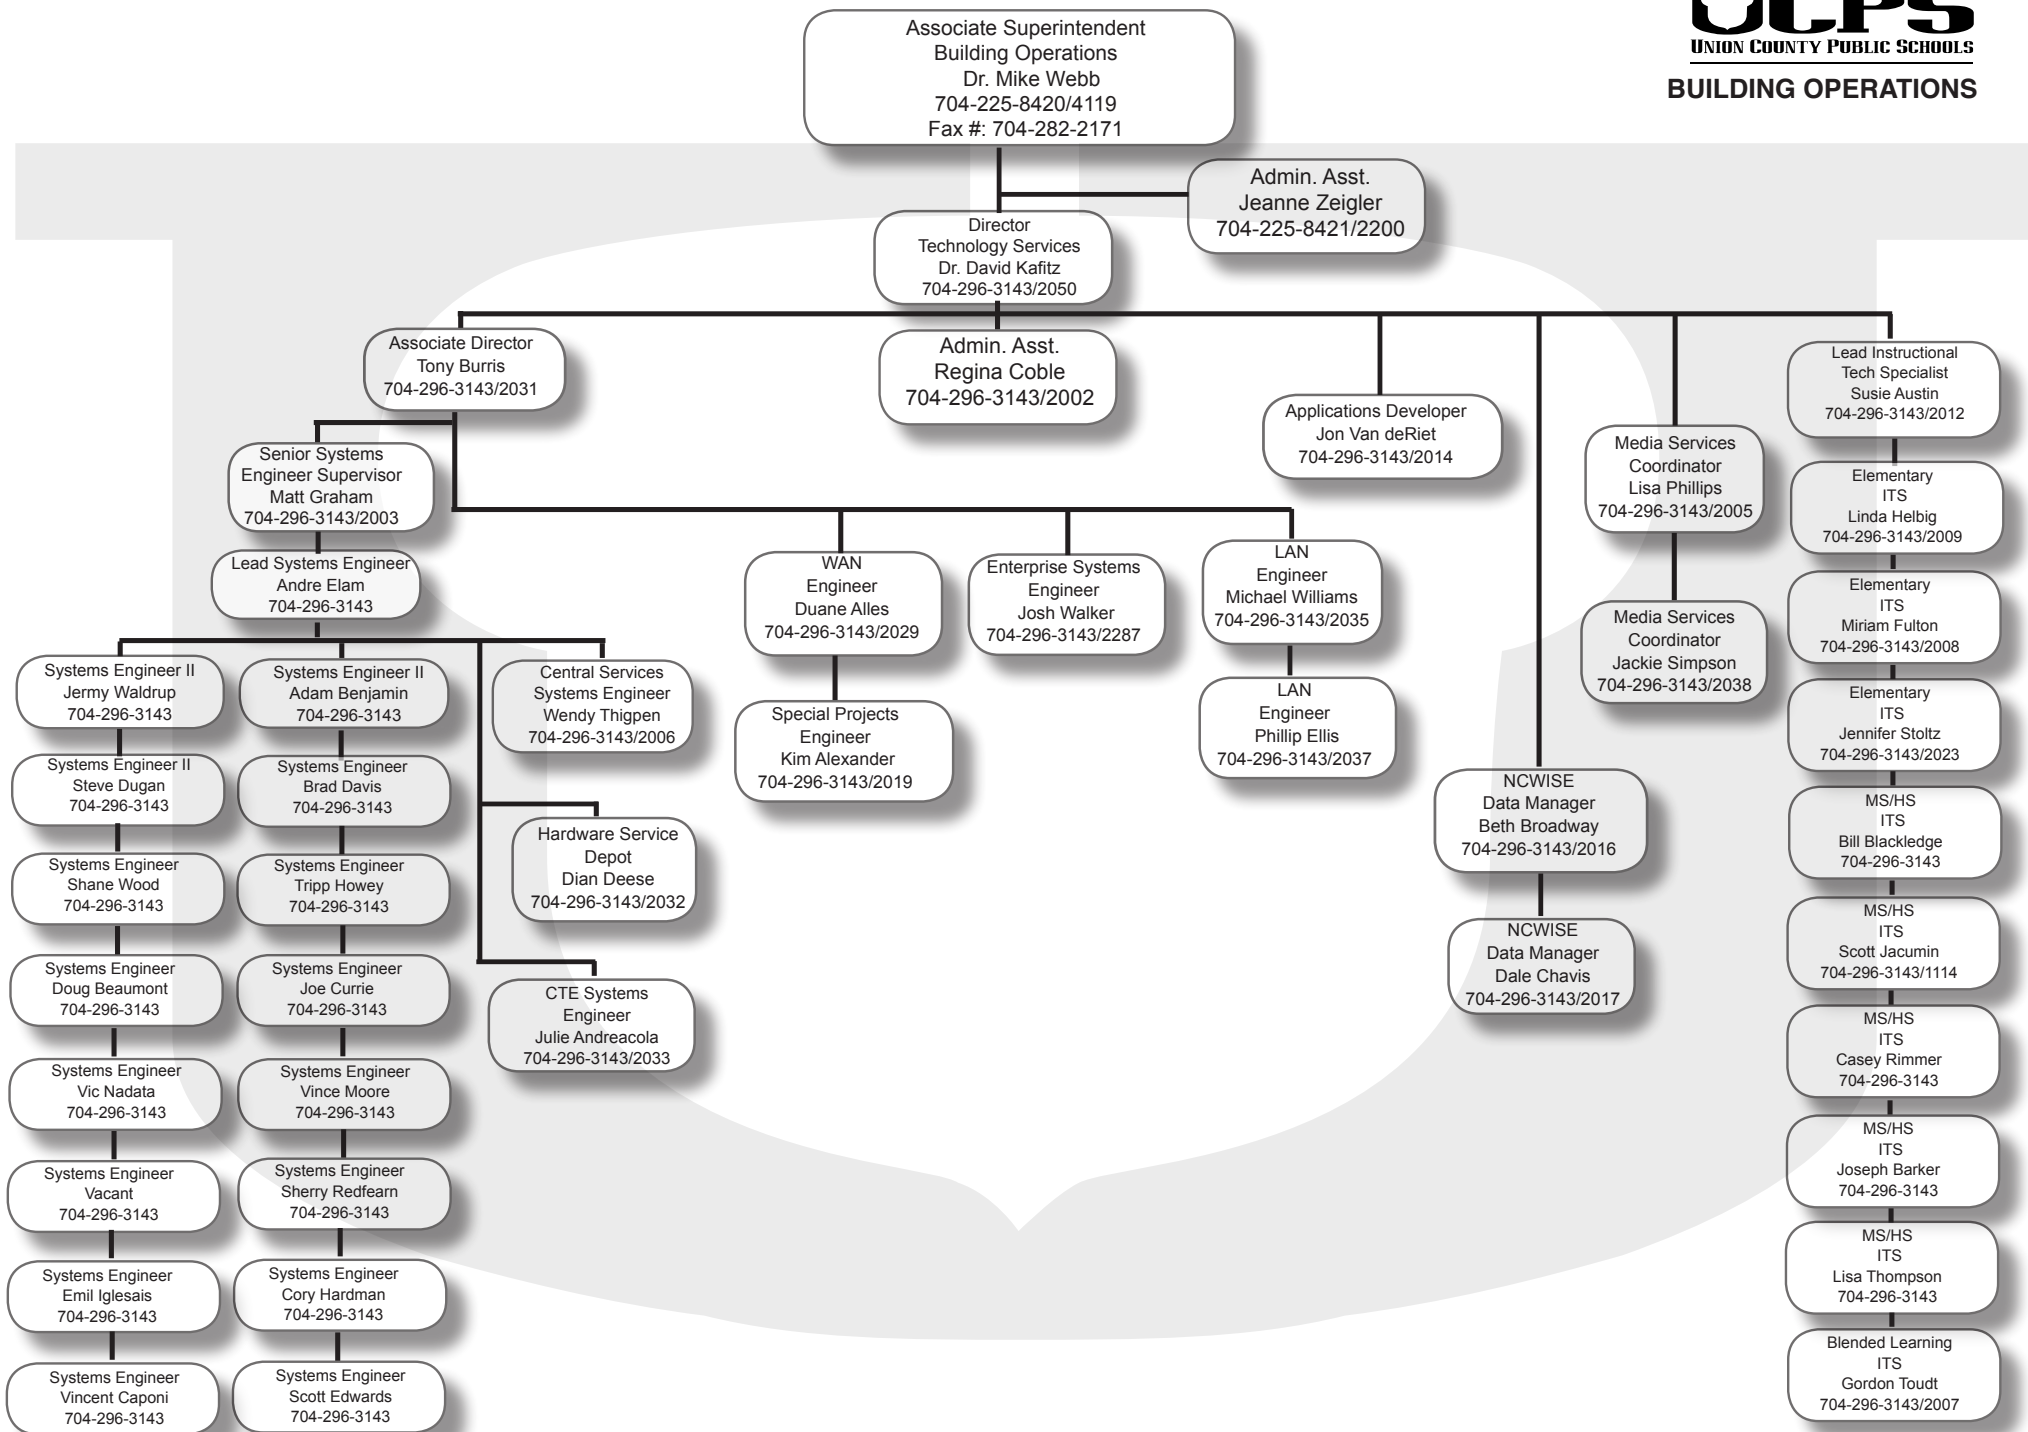 UCPS
UNION COUNTY PUBLIC SCHOOLS
BUILDING OPERATIONS
Associate Superintendent
Building Operations
Dr. Mike Webb
704-225-8420/4119
Fax #: 704-282-2171
Admin. Asst.
Jeanne Zeigler
704-225-8421/2200
Director
Technology Services
Dr. David Kafitz
704-296-3143/2050
Associate Director
Tony Burris
704-296-3143/2031
Admin. Asst.
Regina Coble
704-296-3143/2002
Applications Developer
Jon Van deRiet
704-296-3143/2014
Media Services
Coordinator
Lisa Phillips
704-296-3143/2005
Media Services
Coordinator
Jackie Simpson
704-296-3143/2038
Lead Instructional
Tech Specialist
Susie Austin
704-296-3143/2012
Elementary
ITS
Linda Helbig
704-296-3143/2009
Elementary
ITS
Miriam Fulton
704-296-3143/2008
Elementary
ITS
Jennifer Stoltz
704-296-3143/2023
MS/HS
ITS
Bill Blackledge
704-296-3143
MS/HS
ITS
Scott Jacumin
704-296-3143/1114
MS/HS
ITS
Casey Rimmer
704-296-3143
MS/HS
ITS
Joseph Barker
704-296-3143
MS/HS
ITS
Lisa Thompson
704-296-3143
Blended Learning
ITS
Gordon Toudt
704-296-3143/2007
Senior Systems
Engineer Supervisor
Matt Graham
704-296-3143/2003
Lead Systems Engineer
Andre Elam
704-296-3143
WAN
Engineer
Duane Alles
704-296-3143/2029
Special Projects
Engineer
Kim Alexander
704-296-3143/2019
Enterprise Systems
Engineer
Josh Walker
704-296-3143/2287
LAN
Engineer
Michael Williams
704-296-3143/2035
LAN
Engineer
Phillip Ellis
704-296-3143/2037
NCWISE
Data Manager
Beth Broadway
704-296-3143/2016
NCWISE
Data Manager
Dale Chavis
704-296-3143/2017
Systems Engineer II
Jermy Waldrup
704-296-3143
Systems Engineer II
Steve Dugan
704-296-3143
Systems Engineer
Shane Wood
704-296-3143
Systems Engineer
Doug Beaumont
704-296-3143
Systems Engineer
Vic Nadata
704-296-3143
Systems Engineer
Vacant
704-296-3143
Systems Engineer
Emil Iglesais
704-296-3143
Systems Engineer
Vincent Caponi
704-296-3143
Systems Engineer II
Adam Benjamin
704-296-3143
Systems Engineer
Brad Davis
704-296-3143
Systems Engineer
Tripp Howey
704-296-3143
Systems Engineer
Joe Currie
704-296-3143
Systems Engineer
Vince Moore
704-296-3143
Systems Engineer
Sherry Redfearn
704-296-3143
Systems Engineer
Cory Hardman
704-296-3143
Systems Engineer
Scott Edwards
704-296-3143
Central Services
Systems Engineer
Wendy Thigpen
704-296-3143/2006
Hardware Service
Depot
Dian Deese
704-296-3143/2032
CTE Systems
Engineer
Julie Andreacola
704-296-3143/2033